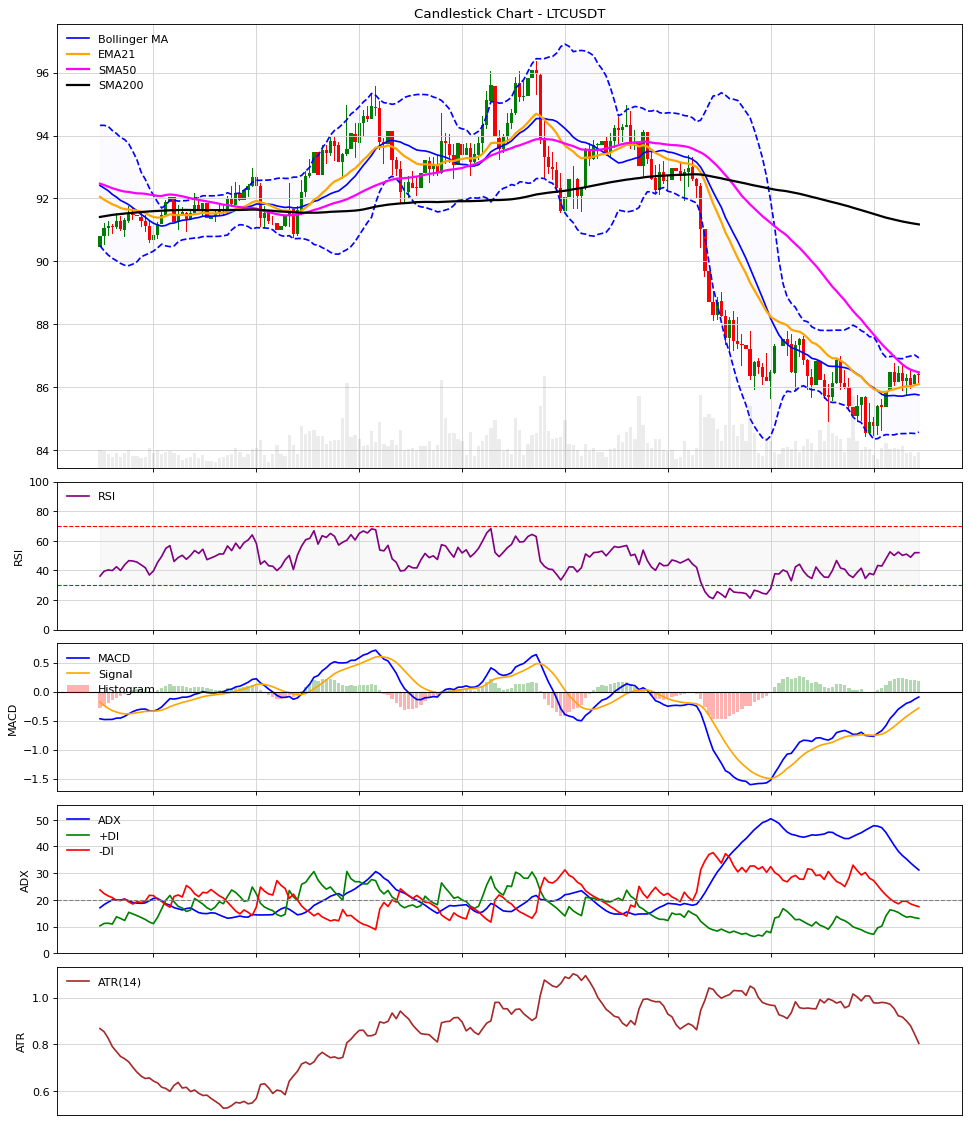 Candlestick Chart - LTCUSDT
Bollinger MA
EMA21
SMA50
SMA200
96
94
92
90
88
86
84
100
80
60
40
20
0
RSI
RSI
0.5
0.0
−0.5
−1.0
−1.5
MACD
MACD
Signal
Histogram
50
40
30
20
10
0
ADX
ADX
+DI
-DI
1.0
0.8
0.6
ATR
ATR(14)